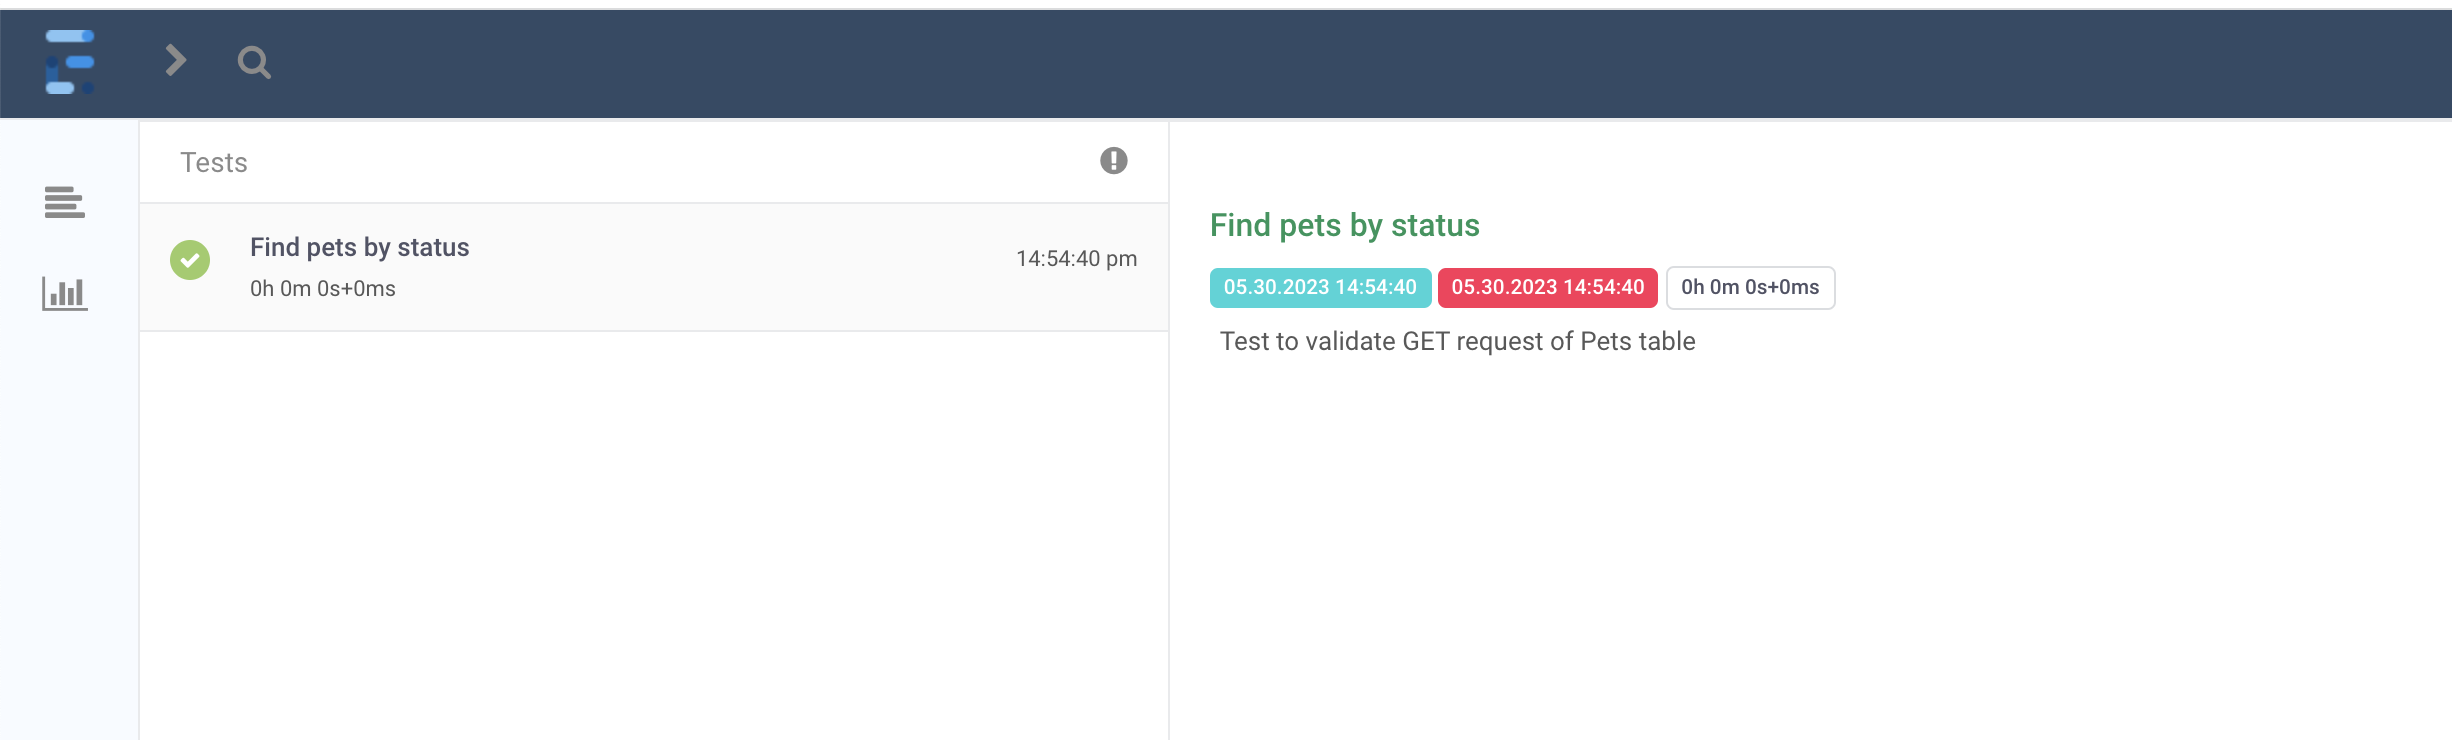 Tests
Find pets by status
0h 0m 0s+0ms
14:54:40 pm
Find pets by status
05.30.2023 14:54:40 05.30.2023 14:54:40 0h 0m 0s+0ms
Test to validate GET request of Pets table